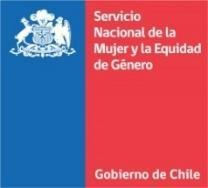 Servicio
Nacional de la
Mujer y la Equidad
de Género
Gobierno de Chile